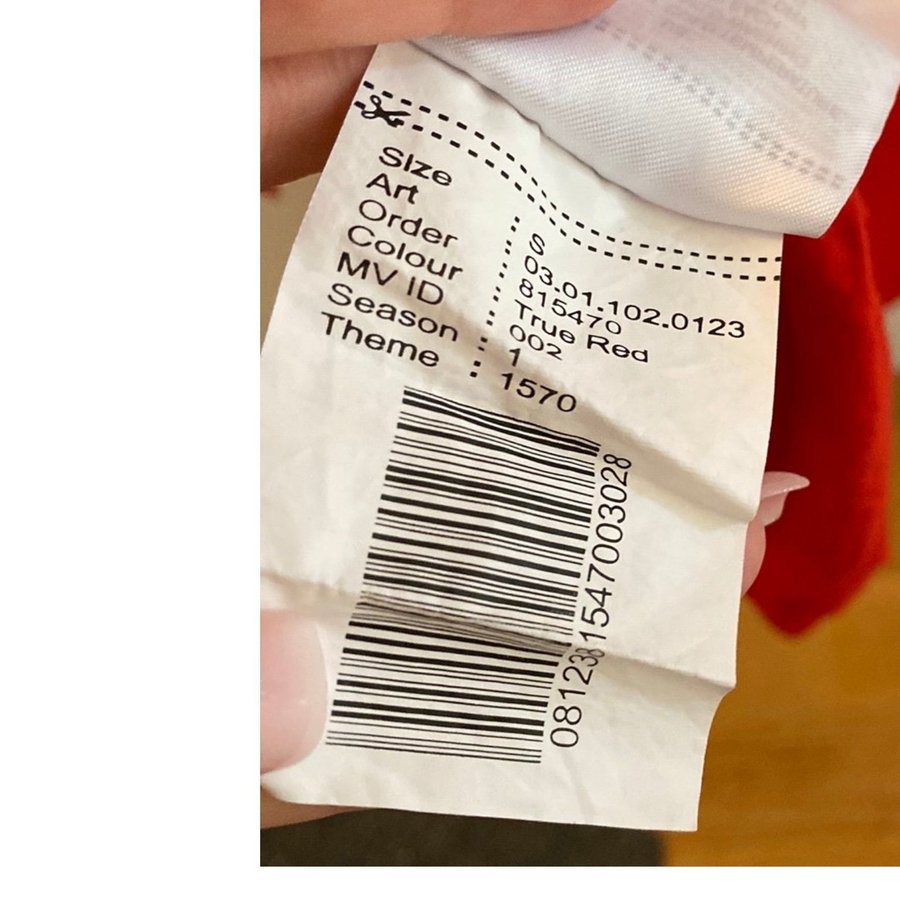 Size : S
Art : 03.01.102.0123
Order : 815470
Colour : True Red
MV ID : 002
Season : 1
Theme : 1570
0812381547003028